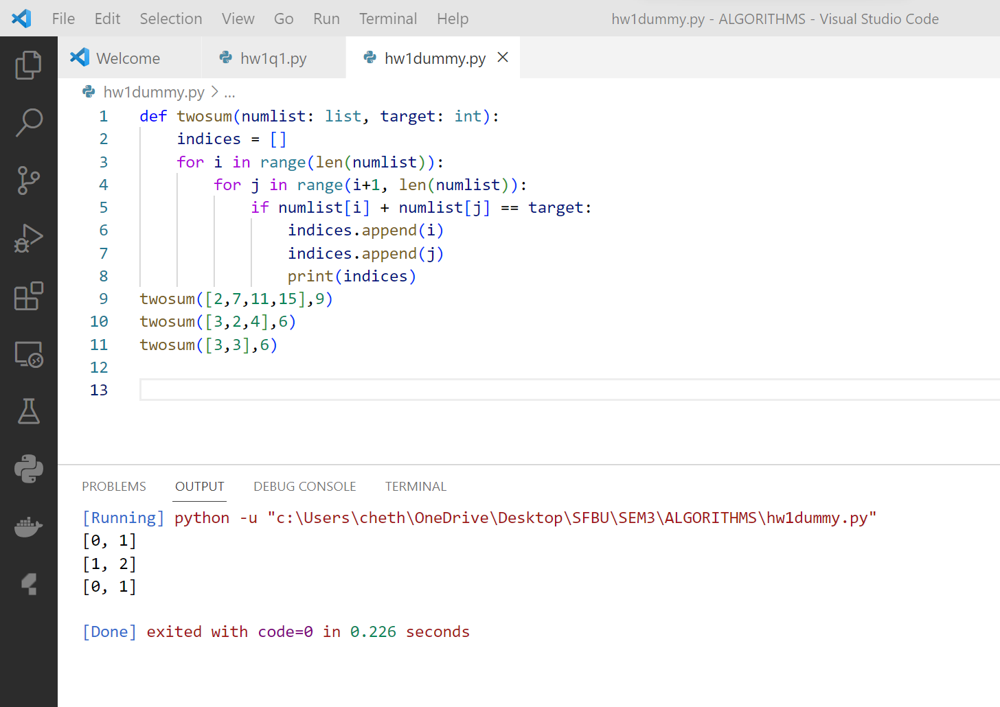 File Edit Selection View Go Run Terminal Help hw1dummy.py - ALGORITHMS - Visual Studio Code
Welcome hw1q1.py hw1dummy.py
hw1dummy.py > ...
1 def twosum(numlist: list, target: int):
2     indices = []
3     for i in range(len(numlist)):
4         for j in range(i+1, len(numlist)):
5             if numlist[i] + numlist[j] == target:
6                 indices.append(i)
7                 indices.append(j)
8                 print(indices)
9 twosum([2,7,11,15],9)
10 twosum([3,2,4],6)
11 twosum([3,3],6)
12
13
PROBLEMS OUTPUT DEBUG CONSOLE TERMINAL
[Running] python -u "c:\Users\cheth\OneDrive\Desktop\SFBU\SEM3\ALGORITHMS\hw1dummy.py"
[0, 1]
[1, 2]
[0, 1]
[Done] exited with code=0 in 0.226 seconds